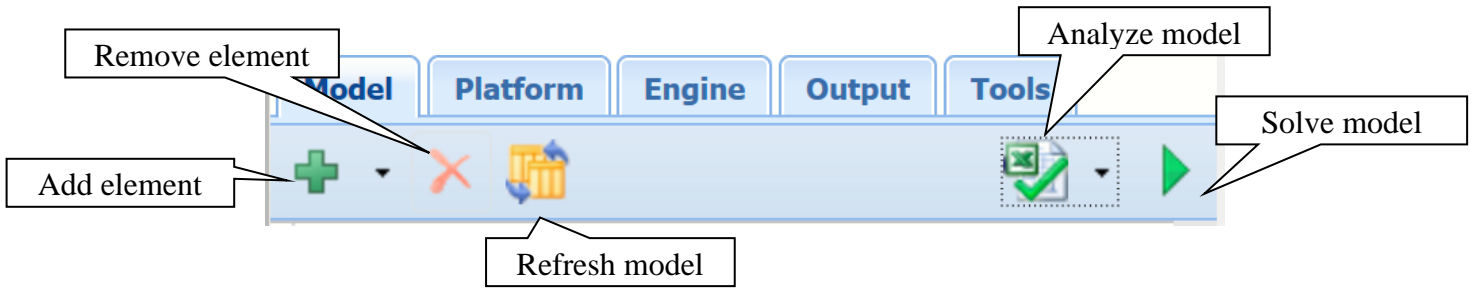 Analyze model
Remove element
Model Platform Engine Output Tools
Solve model
Add element
Refresh model